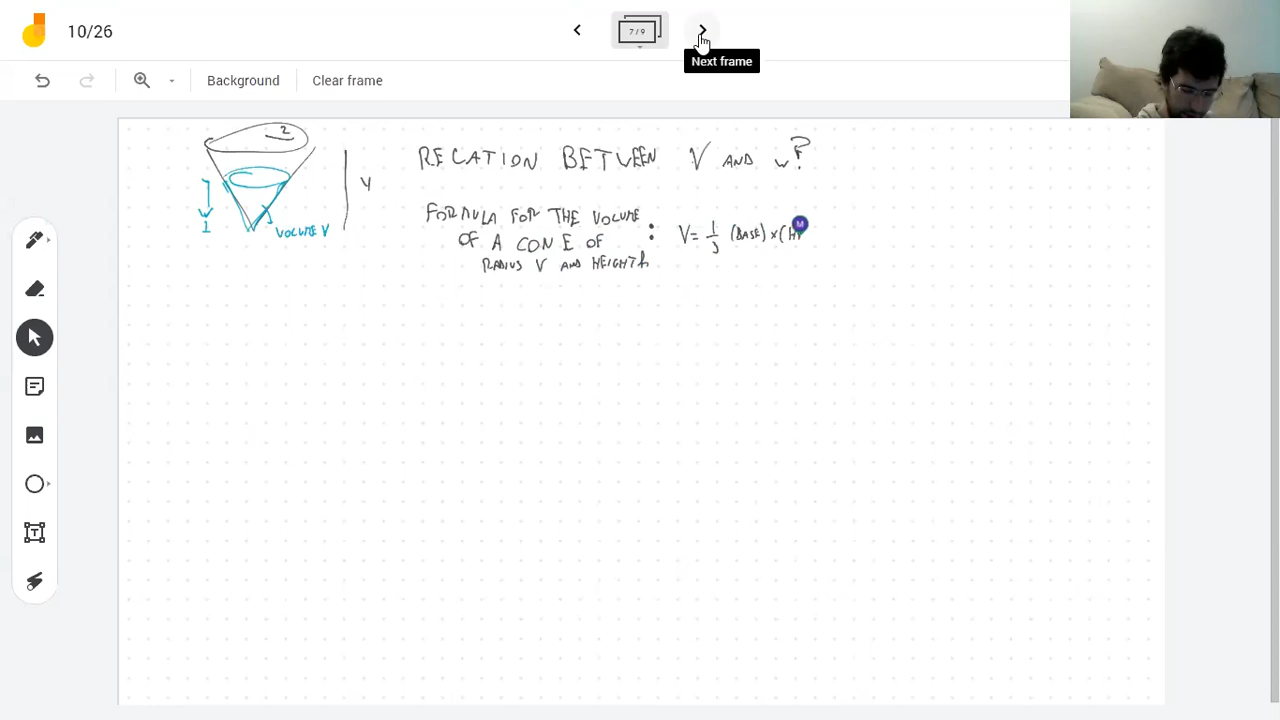 10/26
7 / 9
Next frame
Background
Clear frame
2
4
W
1
VOLUME V
RELATION BETWEEN V AND W?
FORMULA FOR THE VOLUME
OF A CONE OF
RADIUS V AND HEIGHT h
: V = 1/3 (BASE) × (H
M